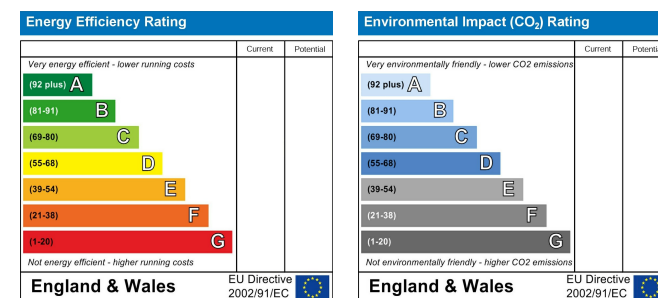 Energy Efficiency Rating
Current Potential
Very energy efficient - lower running costs
(92 plus) A
(81-91) B
(69-80) C
(55-68) D
(39-54) E
(21-38) F
(1-20) G
Not energy efficient - higher running costs
England & Wales
EU Directive
2002/91/EC
Environmental Impact (CO₂) Rating
Current Potentia
Very environmentally friendly - lower CO2 emissions
(92 plus) A
(81-91) B
(69-80) C
(55-68) D
(39-54) E
(21-38) F
(1-20) G
Not environmentally friendly - higher CO2 emissions
England & Wales
EU Directive
2002/91/EC